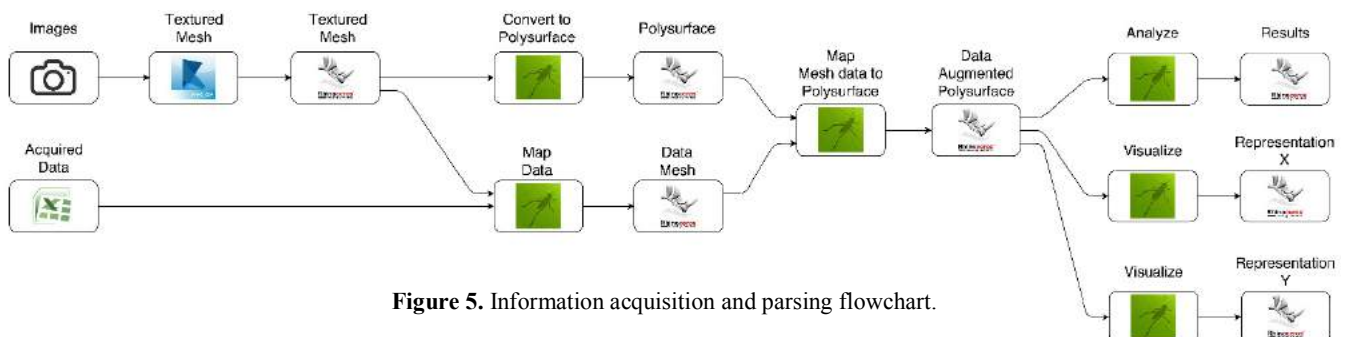 Images
Textured
Mesh
Textured
Mesh
Convert to
Polysurface
Polysurface
Map
Mesh data to
Polysurface
Data
Augmented
Polysurface
Analyze
Results
Acquired
Data
Map
Data
Data
Mesh
Visualize
Representation
X
Visualize
Representation
Y
Figure 5. Information acquisition and parsing flowchart.